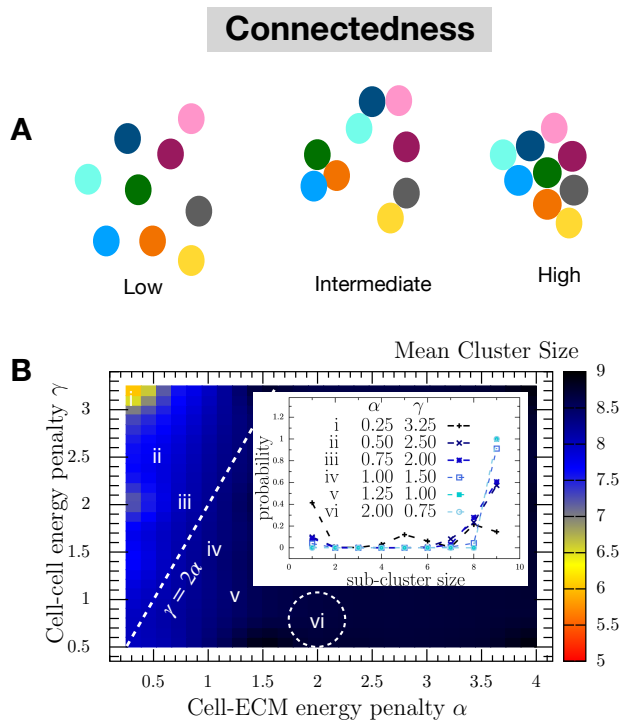 Connectedness
A
Low
Intermediate
High
B
Mean Cluster Size
Cell-cell energy penalty γ
3
2.5
2
1.5
1
0.5
i
ii
iii
iv
v
vi
γ = 2α
0.5 1 1.5 2 2.5 3 3.5 4
Cell-ECM energy penalty α
probability
1.2
1
0.8
0.6
0.4
0.2
0
α γ
i 0.25 3.25
ii 0.50 2.50
iii 0.75 2.00
iv 1.00 1.50
v 1.25 1.00
vi 2.00 0.75
0 2 4 6 8 10
sub-cluster size
9
8.5
8
7.5
7
6.5
6
5.5
5